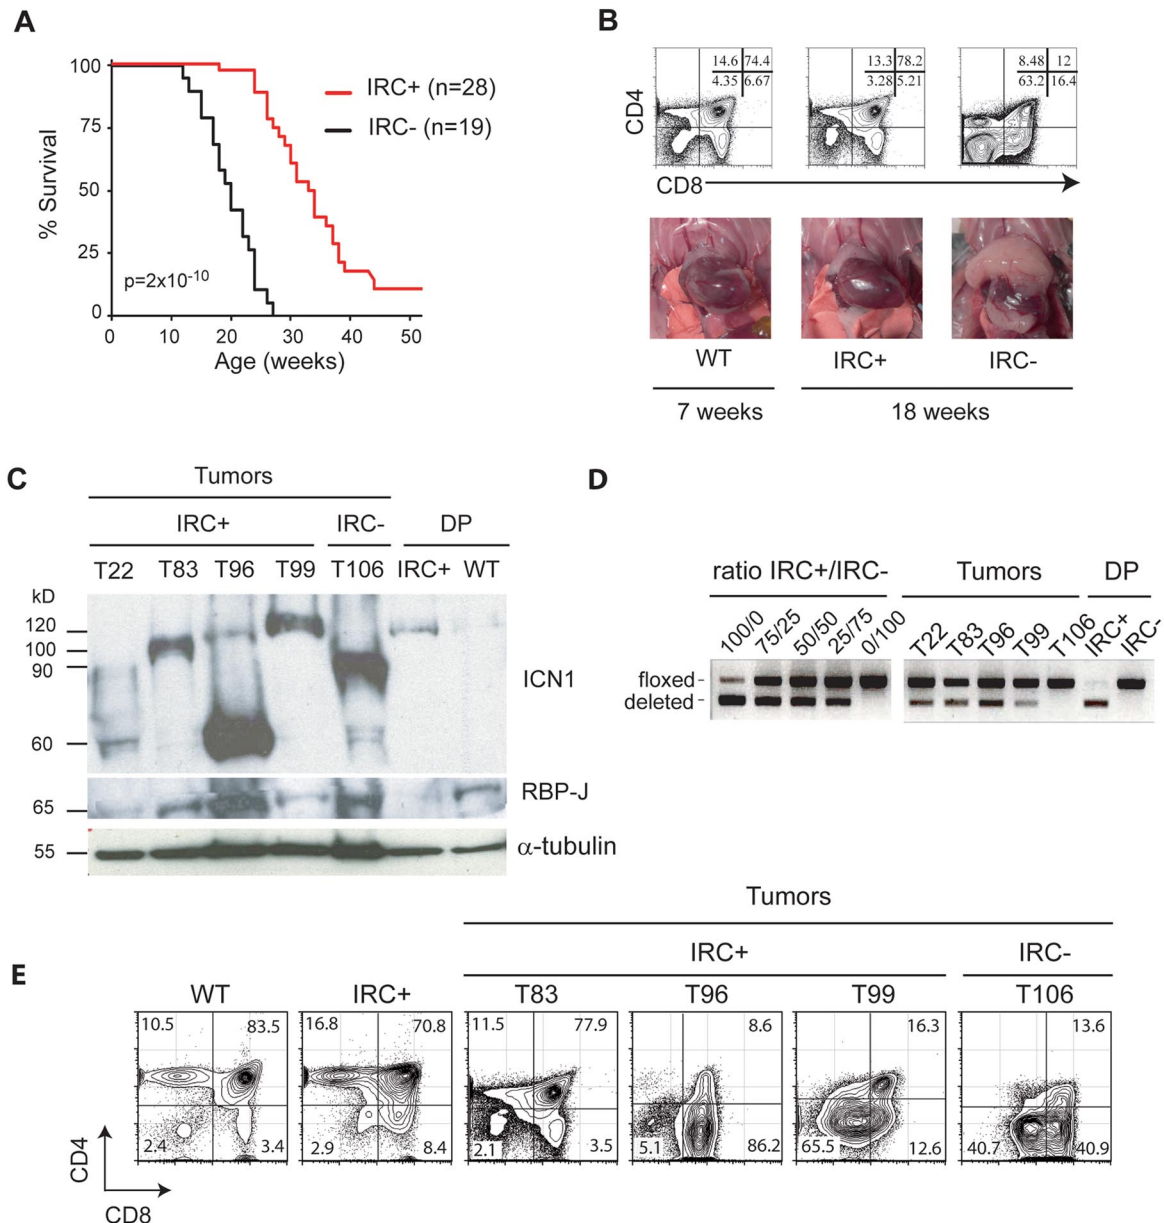 A
% Survival
100
75
50
25
0
IRC+ (n=28)
IRC- (n=19)
p=2x10-10
0 10 20 30 40 50
Age (weeks)
B
CD4
14.6 74.4
4.35 6.67
13.3 78.2
3.28 5.21
8.48 12
63.2 16.4
CD8
WT IRC+ IRC-
7 weeks 18 weeks
C
Tumors
IRC+ IRC- DP
T22 T83 T96 T99 T106 IRC+ WT
kD
120
100
90
60
65
55
ICN1
RBP-J
α-tubulin
D
ratio IRC+/IRC- Tumors DP
100/0 75/25 50/50 25/75 0/100 T22 T83 T96 T99 T106 IRC+ IRC-
floxed-
deleted-
Tumors
E
IRC+ IRC-
WT IRC+ T83 T96 T99 T106
10.5 83.5 16.8 70.8 11.5 77.9 8.6 16.3 13.6
2.4 3.4 2.9 8.4 2.1 3.5 5.1 86.2 65.5 12.6 40.7 40.9
CD4
CD8